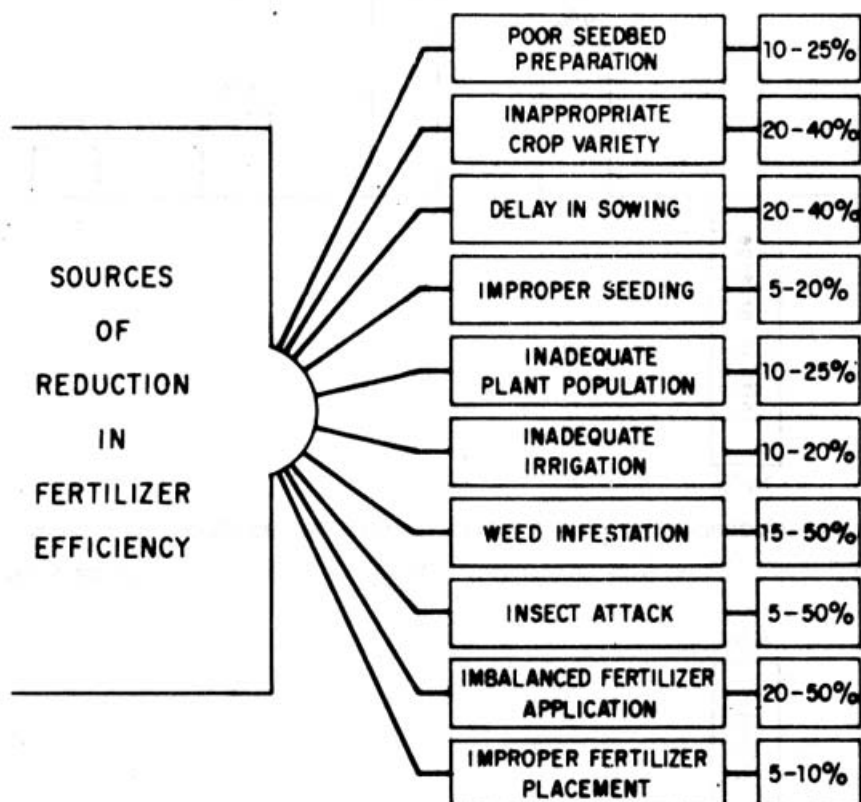 SOURCES
OF
REDUCTION
IN
FERTILIZER
EFFICIENCY
POOR SEEDBED
PREPARATION
10-25%
INAPPROPRIATE
CROP VARIETY
20-40%
DELAY IN SOWING
20-40%
IMPROPER SEEDING
5-20%
INADEQUATE
PLANT POPULATION
10-25%
INADEQUATE
IRRIGATION
10-20%
WEED INFESTATION
15-50%
INSECT ATTACK
5-50%
IMBALANCED FERTILIZER
APPLICATION
20-50%
IMPROPER FERTILIZER
PLACEMENT
5-10%